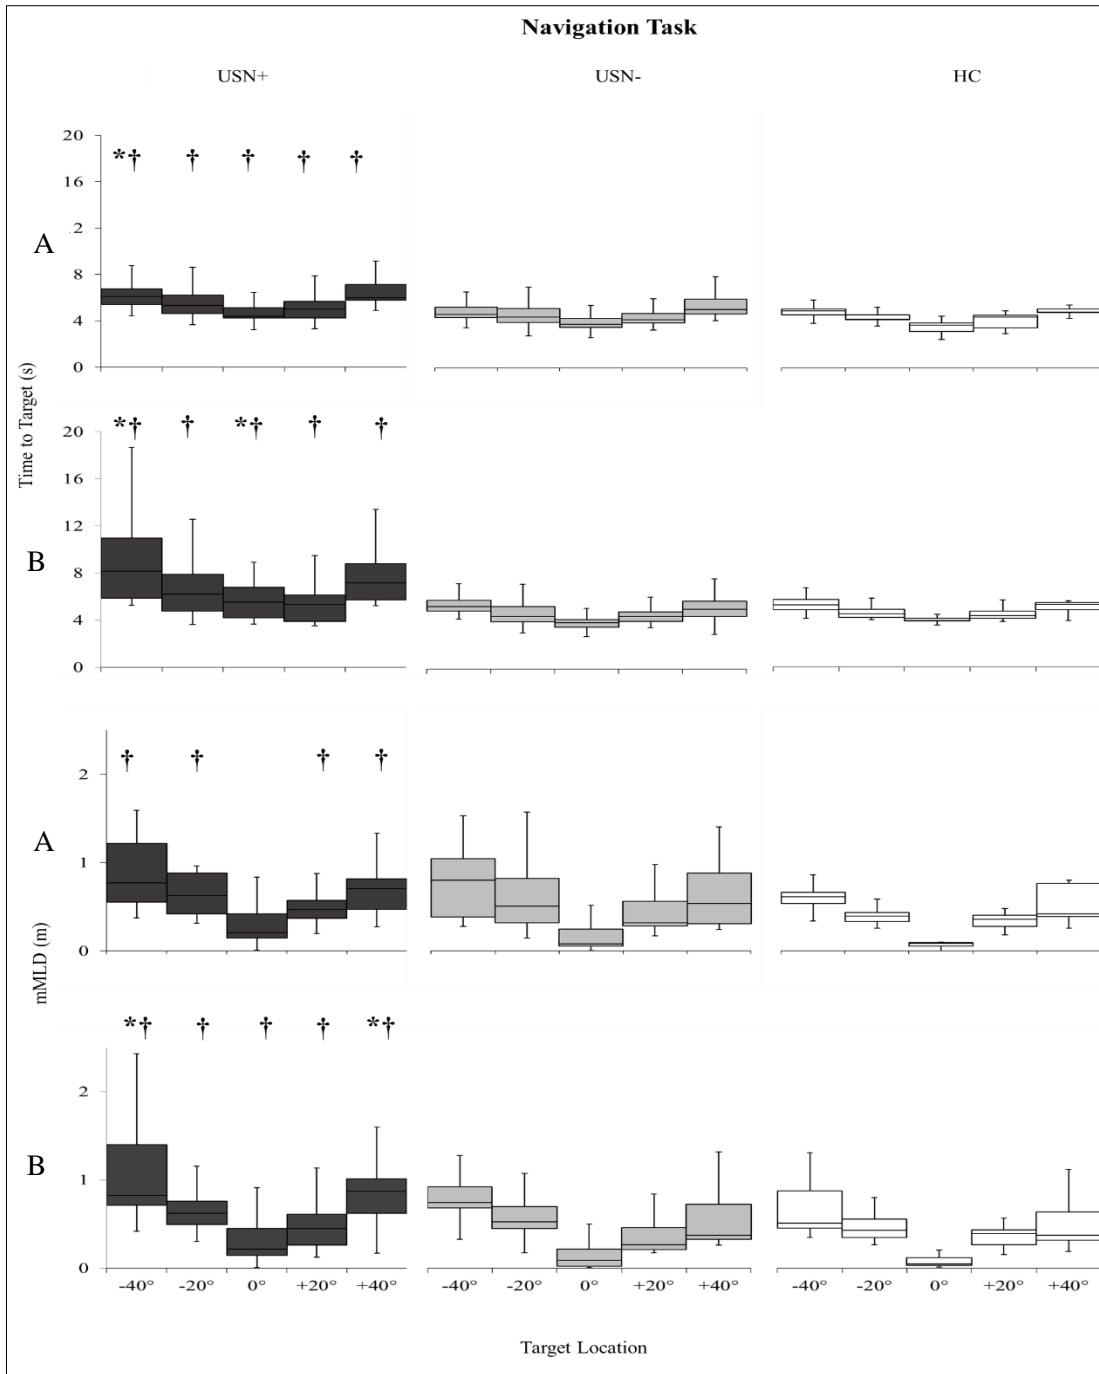 Navigation Task
USN+ USN- HC
Time to Target (s)
A
20
*† † † † †
16
2
8
4
0
B
20
*† † *† † †
16
12
8
4
0
mMLD (m)
A
† † † †
2
1
0
B
*† † † † *†
2
1
0
-40° -20° 0° +20° +40° -40° -20° 0° +20° +40° -40° -20° 0° +20° +40°
Target Location